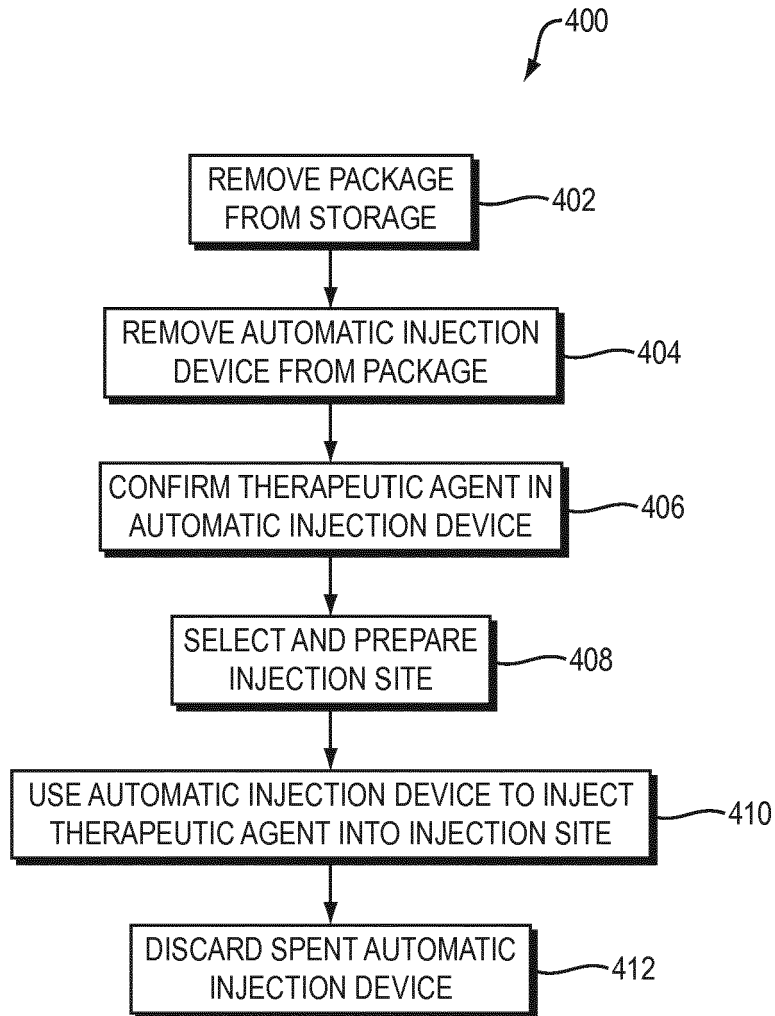 400
REMOVE PACKAGE
FROM STORAGE
402
REMOVE AUTOMATIC INJECTION
DEVICE FROM PACKAGE
404
CONFIRM THERAPEUTIC AGENT IN
AUTOMATIC INJECTION DEVICE
406
SELECT AND PREPARE
INJECTION SITE
408
USE AUTOMATIC INJECTION DEVICE TO INJECT
THERAPEUTIC AGENT INTO INJECTION SITE
410
DISCARD SPENT AUTOMATIC
INJECTION DEVICE
412